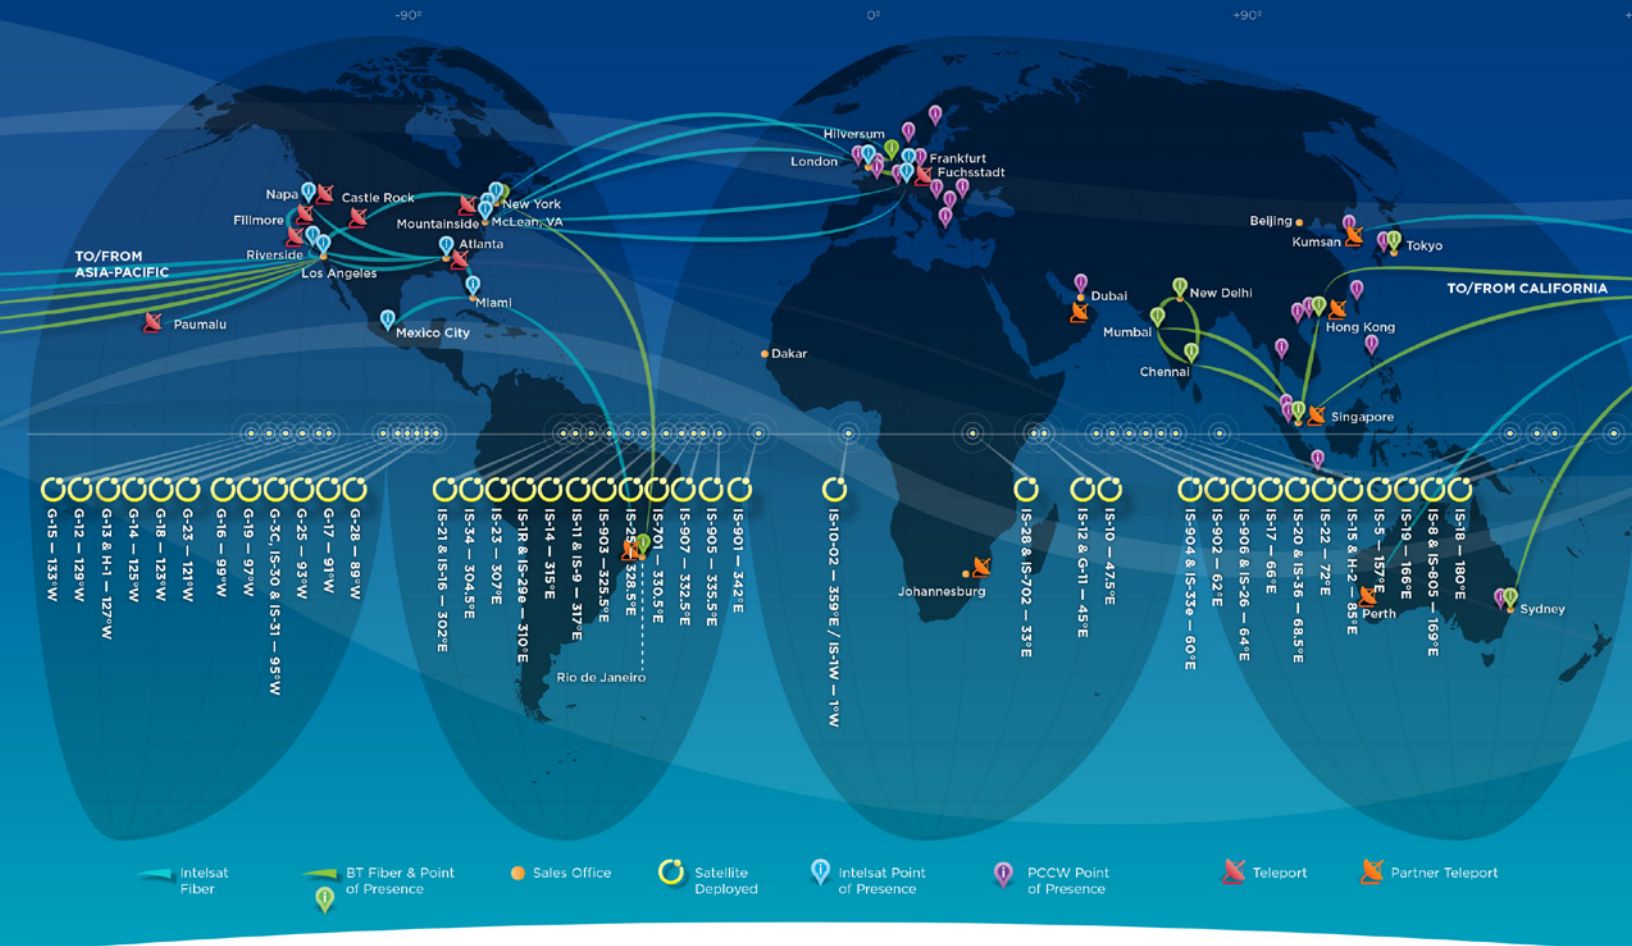 -90º
0º
+90º
+
Hilversum
London
Frankfurt
Fuchsstadt
Napa
Castle Rock
Fillmore
New York
Mountainside
McLean, VA
Atlanta
Riverside
Los Angeles
TO/FROM
ASIA-PACIFIC
Miami
Paumalu
Mexico City
Beijing
Kumsan
Tokyo
TO/FROM CALIFORNIA
Dubai
New Delhi
Mumbai
Hong Kong
Chennai
Dakar
Singapore
G-15 — 133°W
G-12 — 129°W
G-13 & H-1 — 127°W
G-14 — 125°W
G-18 — 123°W
G-23 — 121°W
G-16 — 99°W
G-19 — 97°W
G-3C, IS-30 & IS-31 — 95°W
G-25 — 93°W
G-17 — 91°W
G-28 — 89°W
IS-21 & IS-16 — 302°E
IS-34 — 304.5°E
IS-23 — 307°E
IS-1R & IS-29e — 310°E
IS-14 — 315°E
IS-11 & IS-9 — 317°E
IS-903 — 325.5°E
IS-25 — 328.5°E
IS-701 — 330.5°E
IS-907 — 332.5°E
IS-905 — 335.5°E
IS-901 — 342°E
IS-10-02 — 359°E / IS-1W — 1°W
IS-28 & IS-702 — 33°E
IS-12 & G-11 — 45°E
IS-10 — 47.5°E
IS-904 & IS-33e — 60°E
IS-902 — 62°E
IS-906 & IS-26 — 64°E
IS-17 — 66°E
IS-20 & IS-36 — 68.5°E
IS-22 — 72°E
IS-15 & H-2 — 85°E
IS-5 — 157°E
IS-19 — 166°E
IS-8 & IS-805 — 169°E
IS-18 — 180°E
Johannesburg
Perth
Sydney
Rio de Janeiro
Intelsat
Fiber
BT Fiber & Point
of Presence
Sales Office
Satellite
Deployed
Intelsat Point
of Presence
PCCW Point
of Presence
Teleport
Partner Teleport